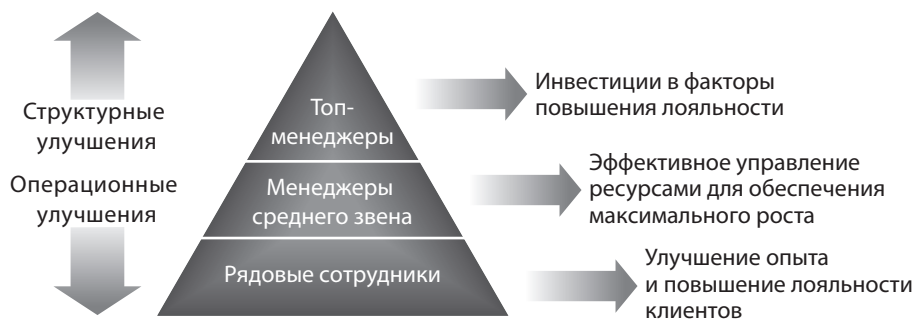 Структурные
улучшения
Операционные
улучшения
Топ-
менеджеры
Менеджеры
среднего звена
Рядовые сотрудники
Инвестиции в факторы
повышения лояльности
Эффективное управление
ресурсами для обеспечения
максимального роста
Улучшение опыта
и повышение лояльности
клиентов